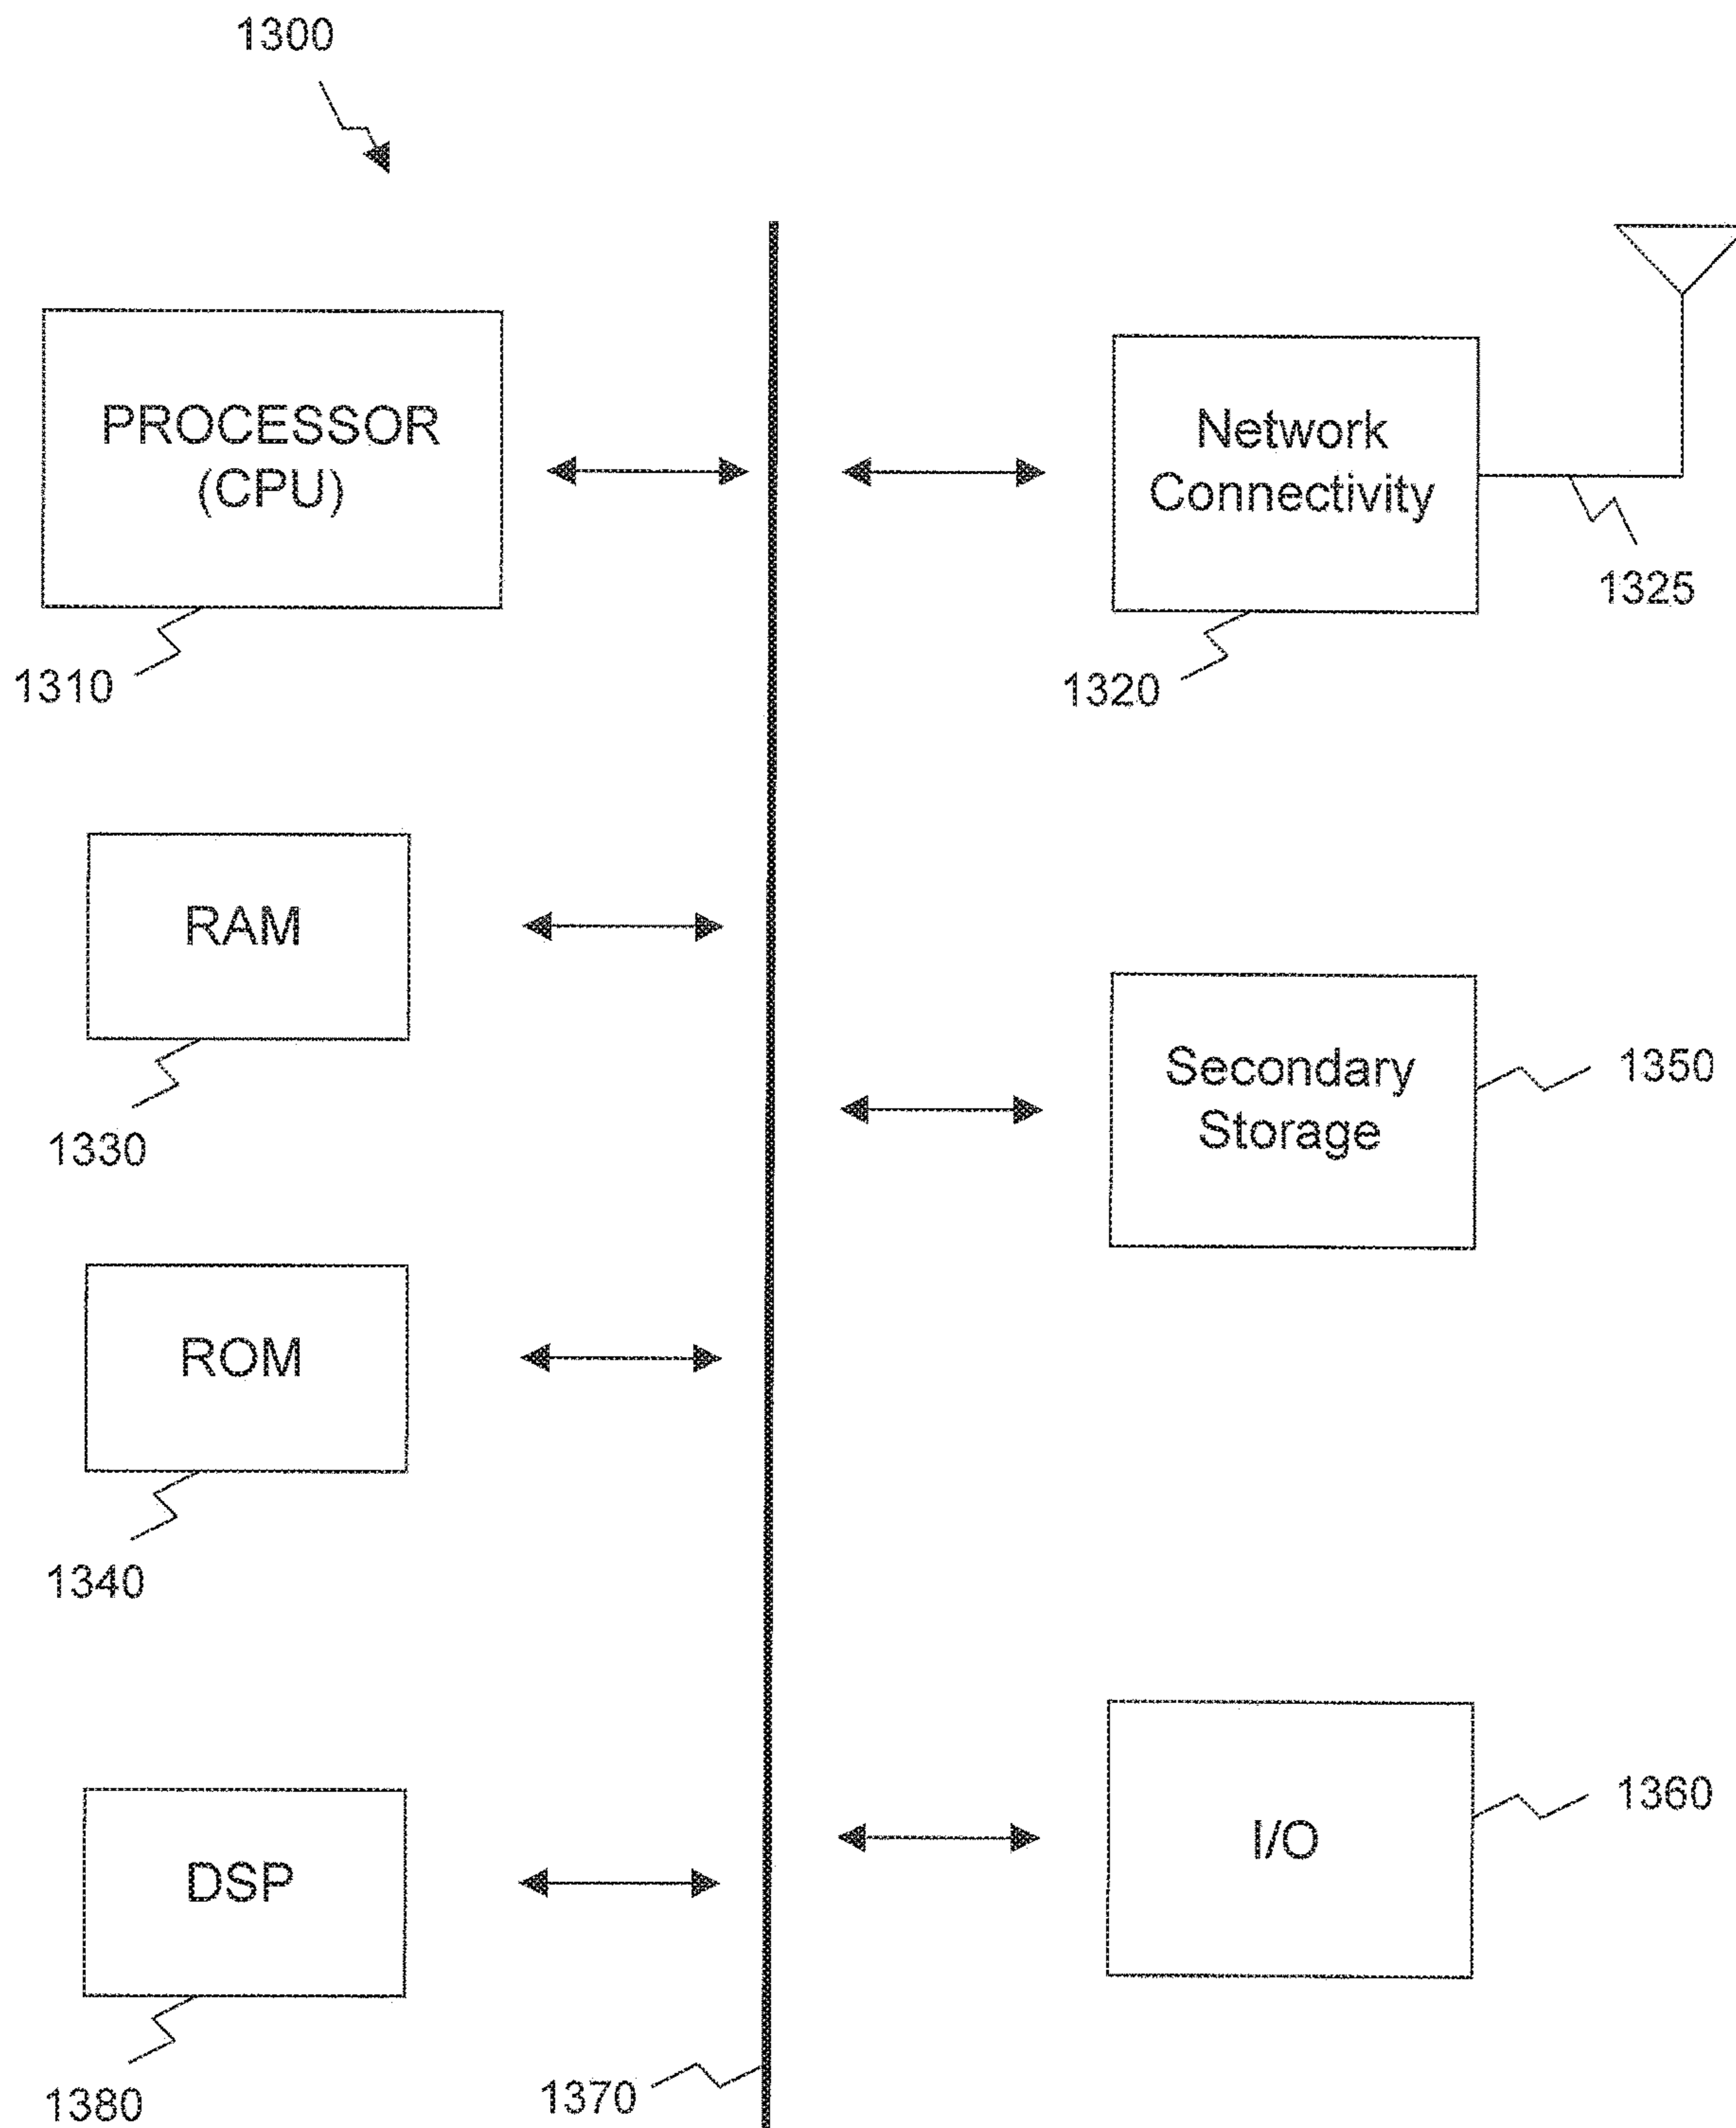 1300
PROCESSOR
(CPU)
1310
Network
Connectivity
1325
1320
RAM
1330
Secondary
Storage
1350
ROM
1340
I/O
1360
DSP
1380
1370